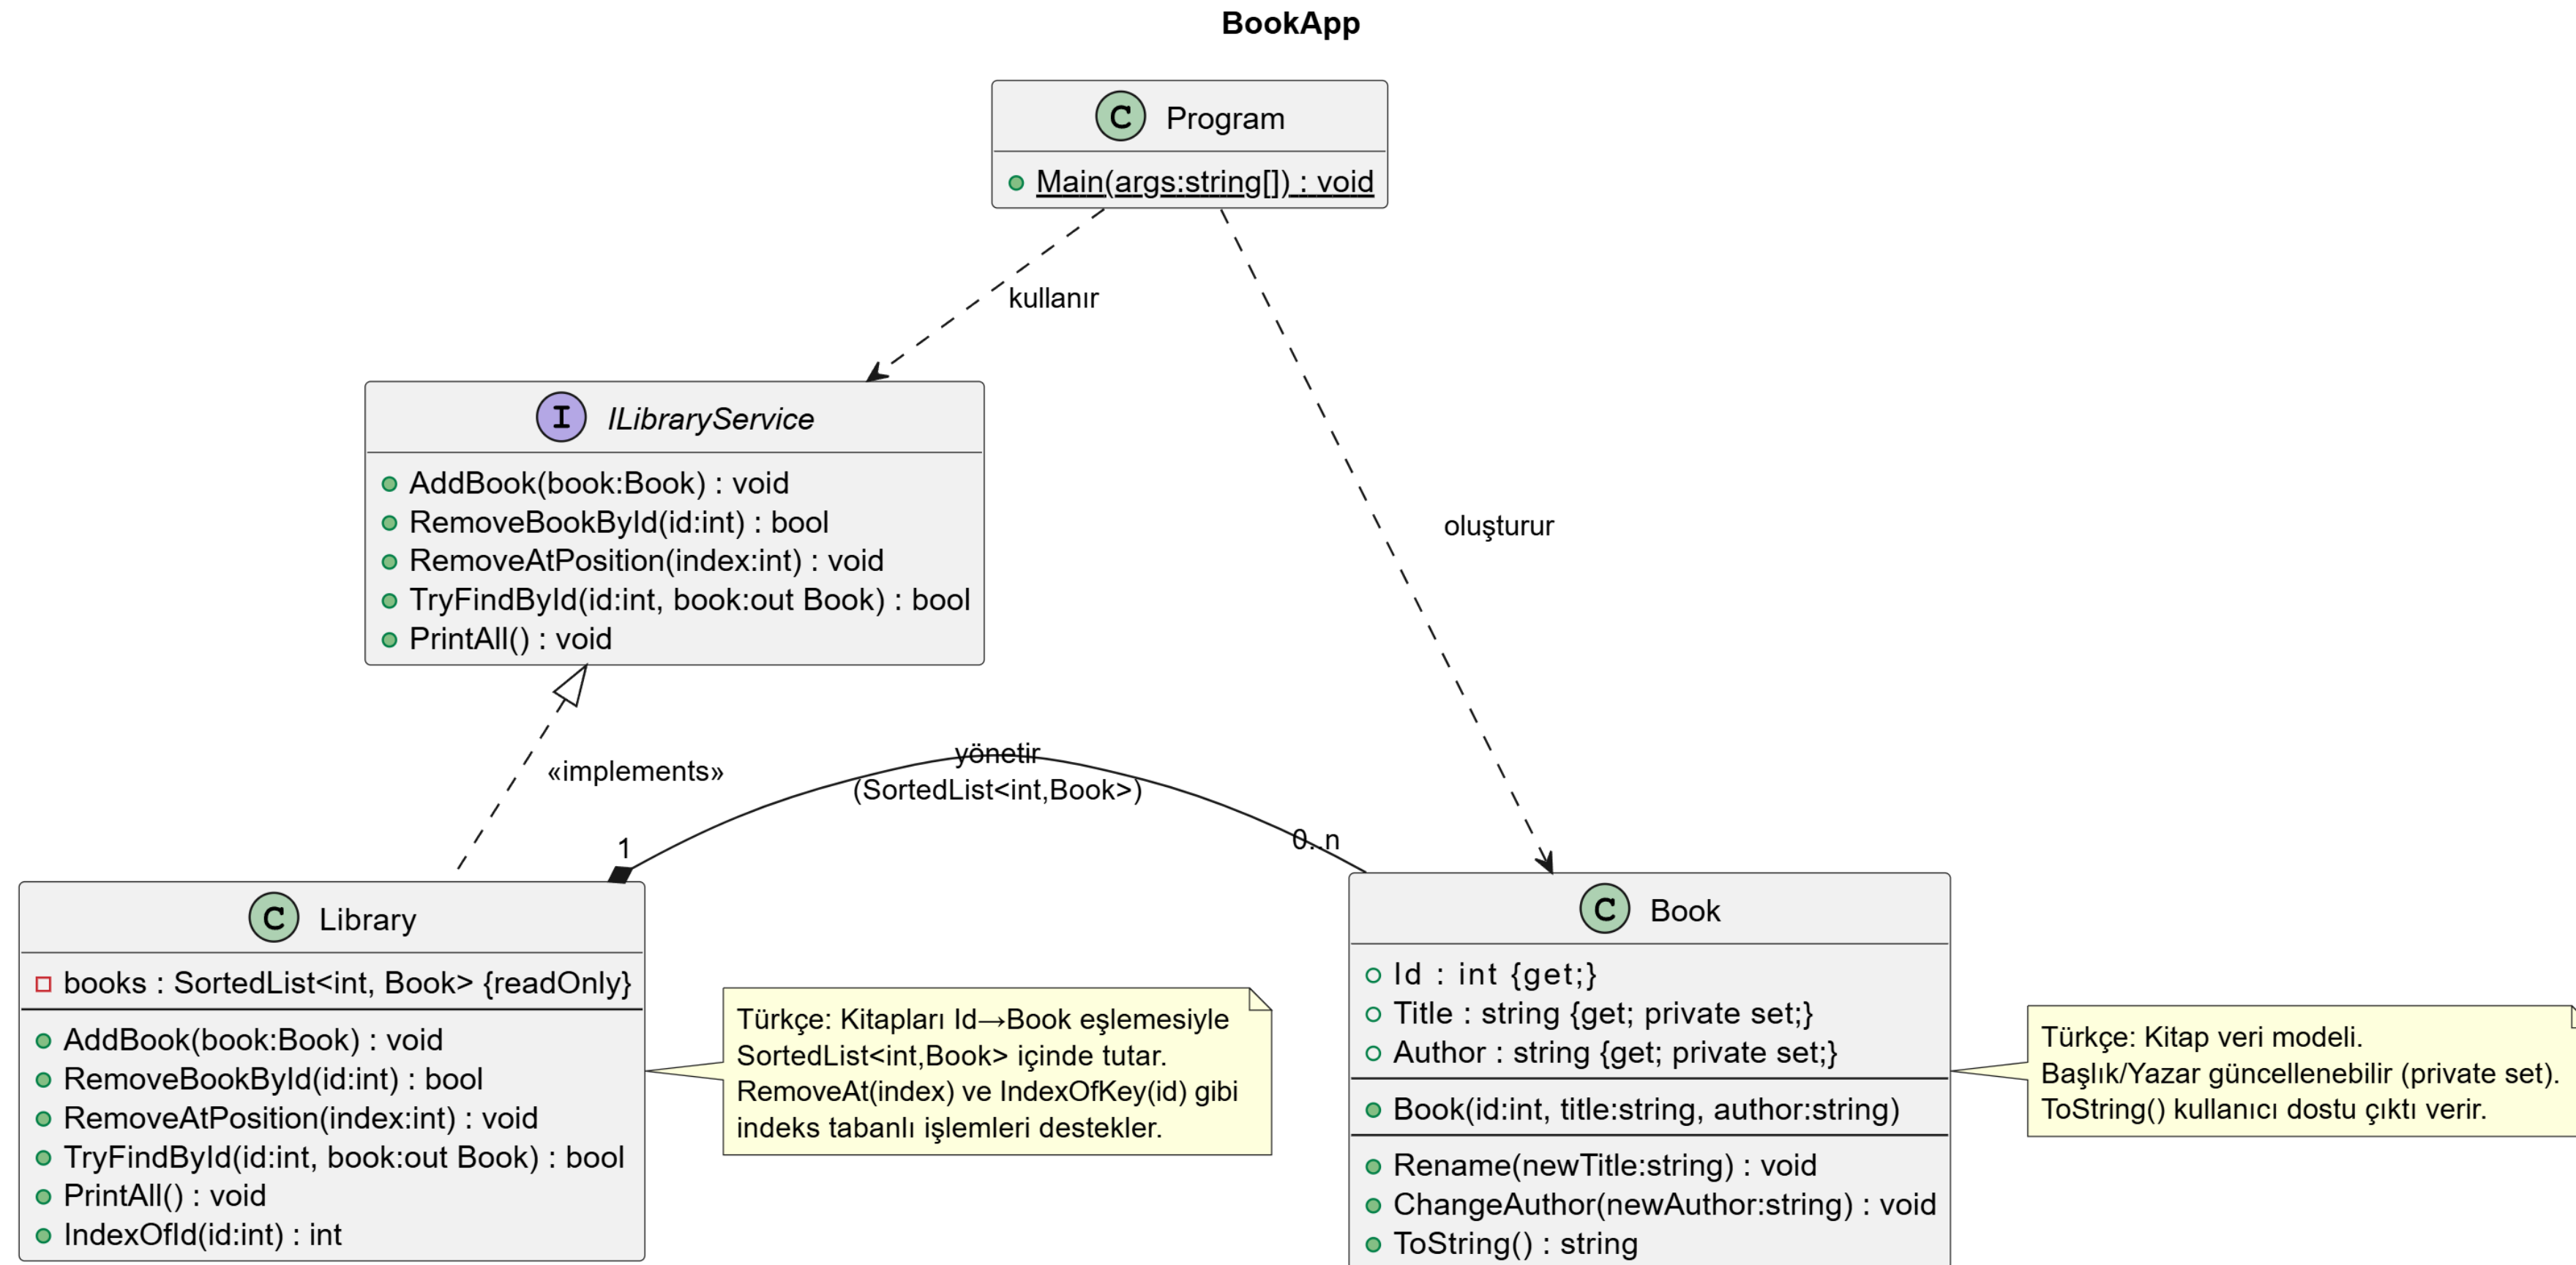 BookApp
C Program
Main(args:string[]) : void
kullanır
oluşturur
I ILibraryService
AddBook(book:Book) : void
RemoveBookById(id:int) : bool
RemoveAtPosition(index:int) : void
TryFindById(id:int, book:out Book) : bool
PrintAll() : void
«implements»
yönetir
(SortedList<int,Book>)
1
0..n
C Library
books : SortedList<int, Book> {readOnly}
AddBook(book:Book) : void
RemoveBookById(id:int) : bool
RemoveAtPosition(index:int) : void
TryFindById(id:int, book:out Book) : bool
PrintAll() : void
IndexOfId(id:int) : int
Türkçe: Kitapları Id→Book eşlemesiyle
SortedList<int,Book> içinde tutar.
RemoveAt(index) ve IndexOfKey(id) gibi
indeks tabanlı işlemleri destekler.
C Book
Id : int {get;}
Title : string {get; private set;}
Author : string {get; private set;}
Book(id:int, title:string, author:string)
Rename(newTitle:string) : void
ChangeAuthor(newAuthor:string) : void
ToString() : string
Türkçe: Kitap veri modeli.
Başlık/Yazar güncellenebilir (private set).
ToString() kullanıcı dostu çıktı verir.